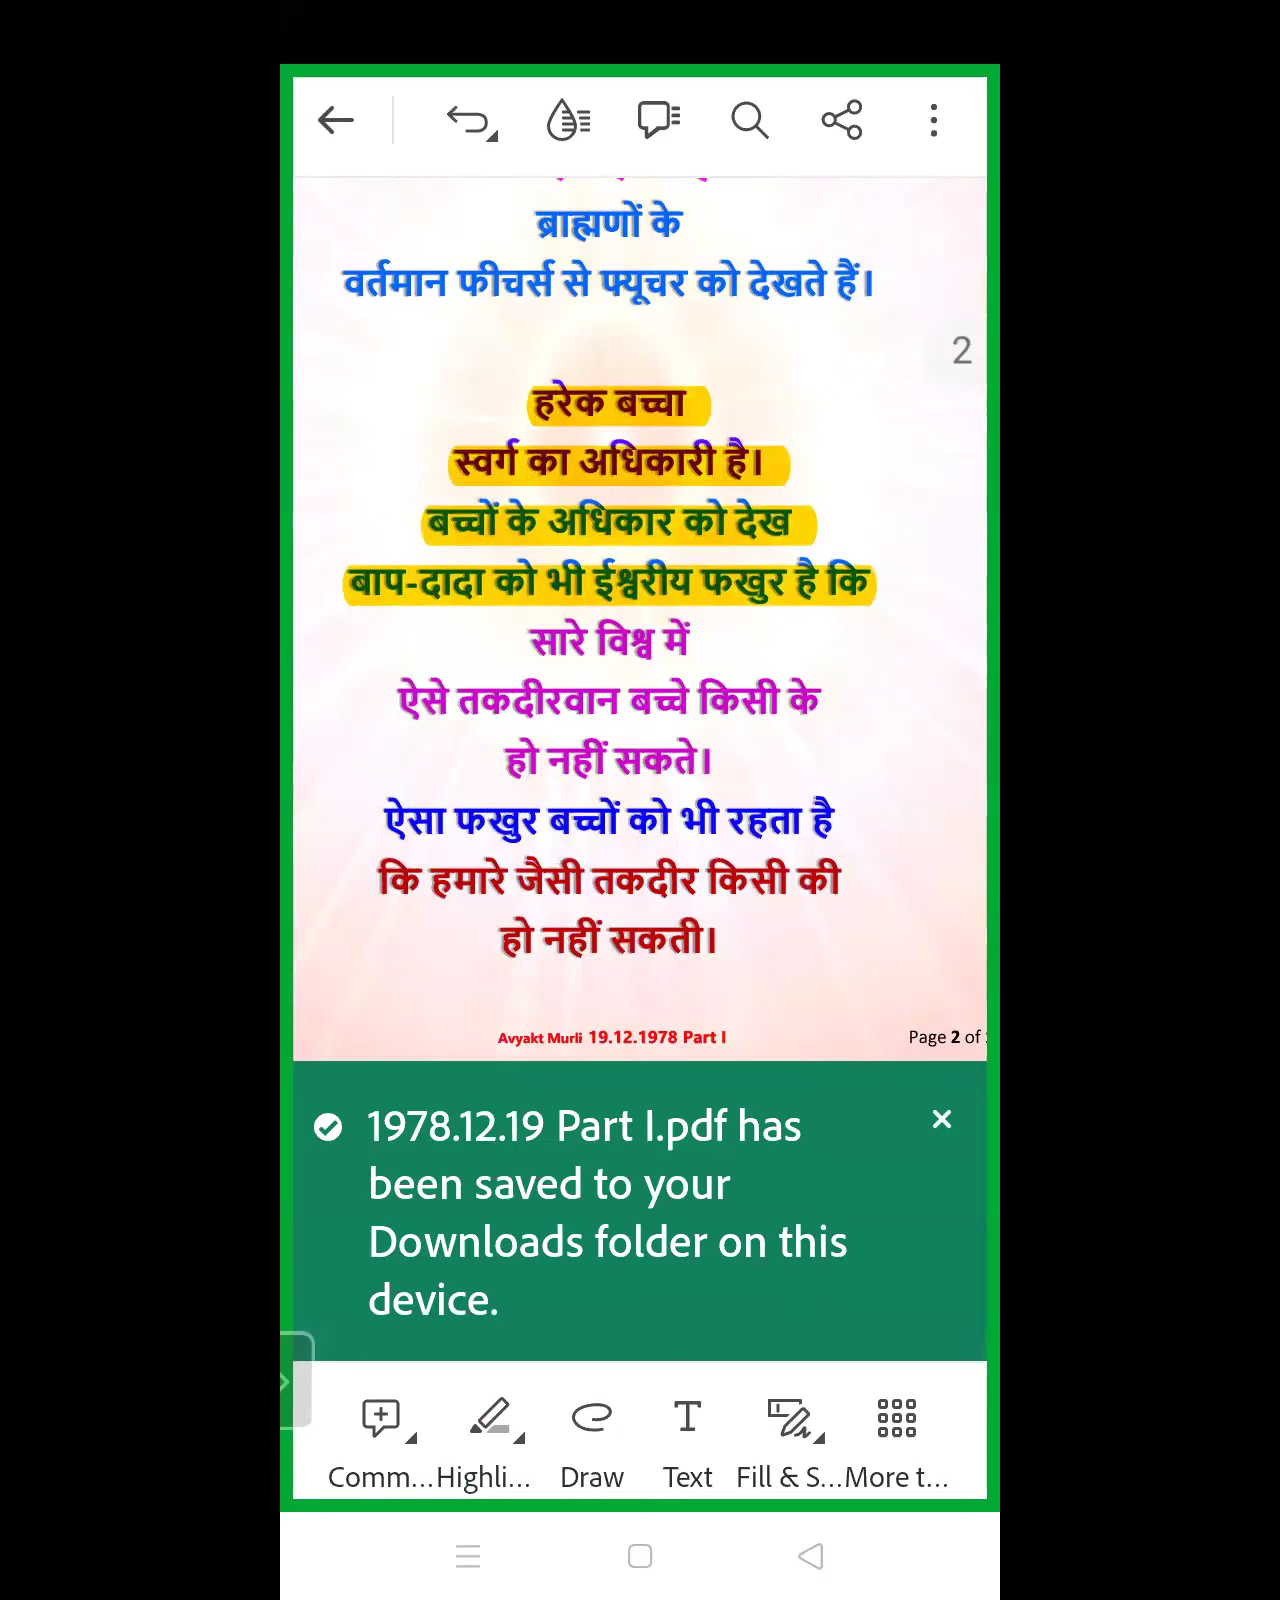 ब्राह्मणों के
वर्तमान फीचर्स से फ्यूचर को देखते हैं।
2
हरेक बच्चा
स्वर्ग का अधिकारी है।
बच्चों के अधिकार को देख
बाप-दादा को भी ईश्वरीय फखुर है कि
सारे विश्व में
ऐसे तकदीरवान बच्चे किसी के
हो नहीं सकते।
ऐसा फखुर बच्चों को भी रहता है
कि हमारे जैसी तकदीर किसी की
हो नहीं सकती।
Avyakt Murli 19.12.1978 Part I
Page 2 of
1978.12.19 Part I.pdf has
been saved to your
Downloads folder on this
device.
Comm... Highli... Draw Text Fill & S... More t...